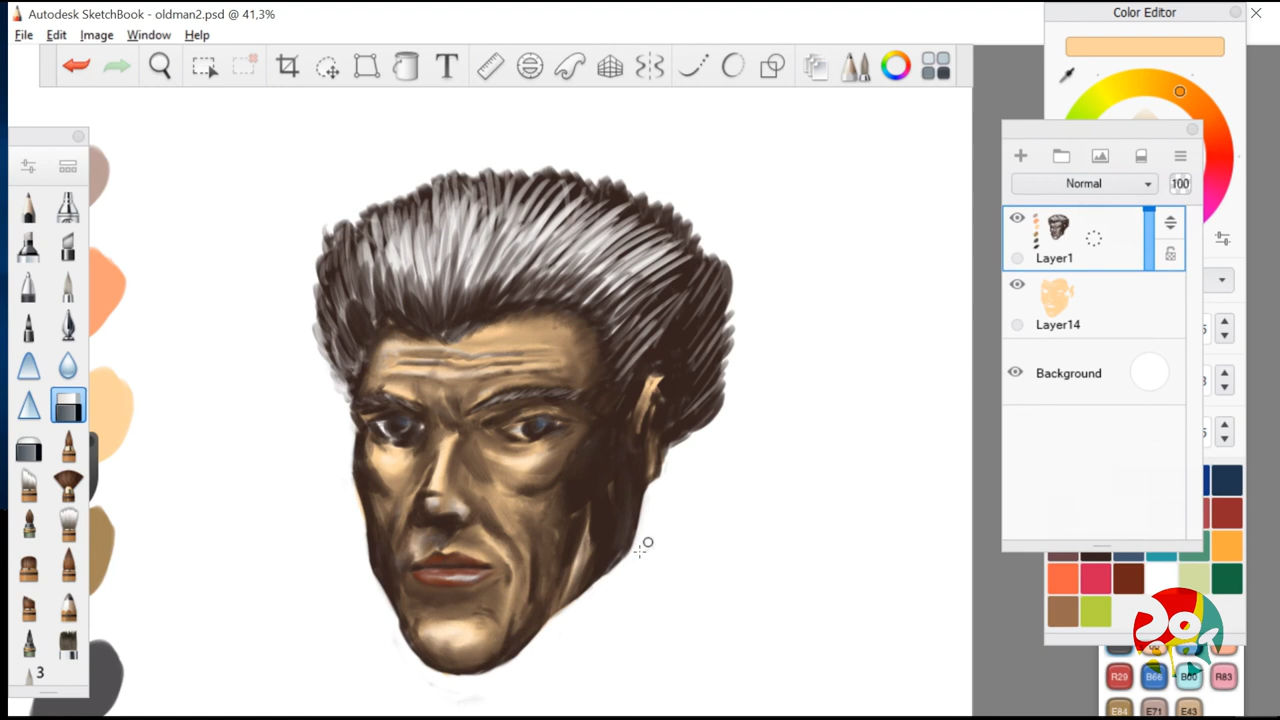 Autodesk SketchBook - oldman2.psd @ 41,3%
File Edit Image Window Help
T
Color Editor
Normal
100
Layer1
Layer14
Background
3
R29 B66 B00 R83
E84 E71 E43